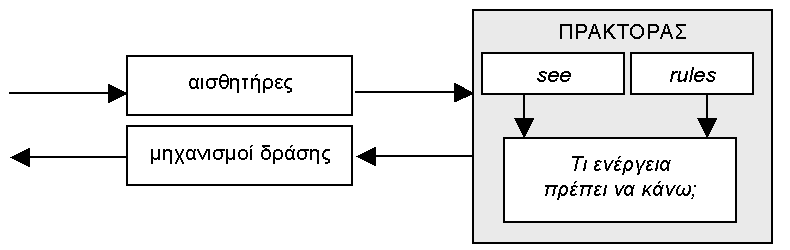 ΠΡΑΚΤΟΡΑΣ
αισθητήρες
see
rules
μηχανισμοί δράσης
Τι ενέργεια
πρέπει να κάνω;